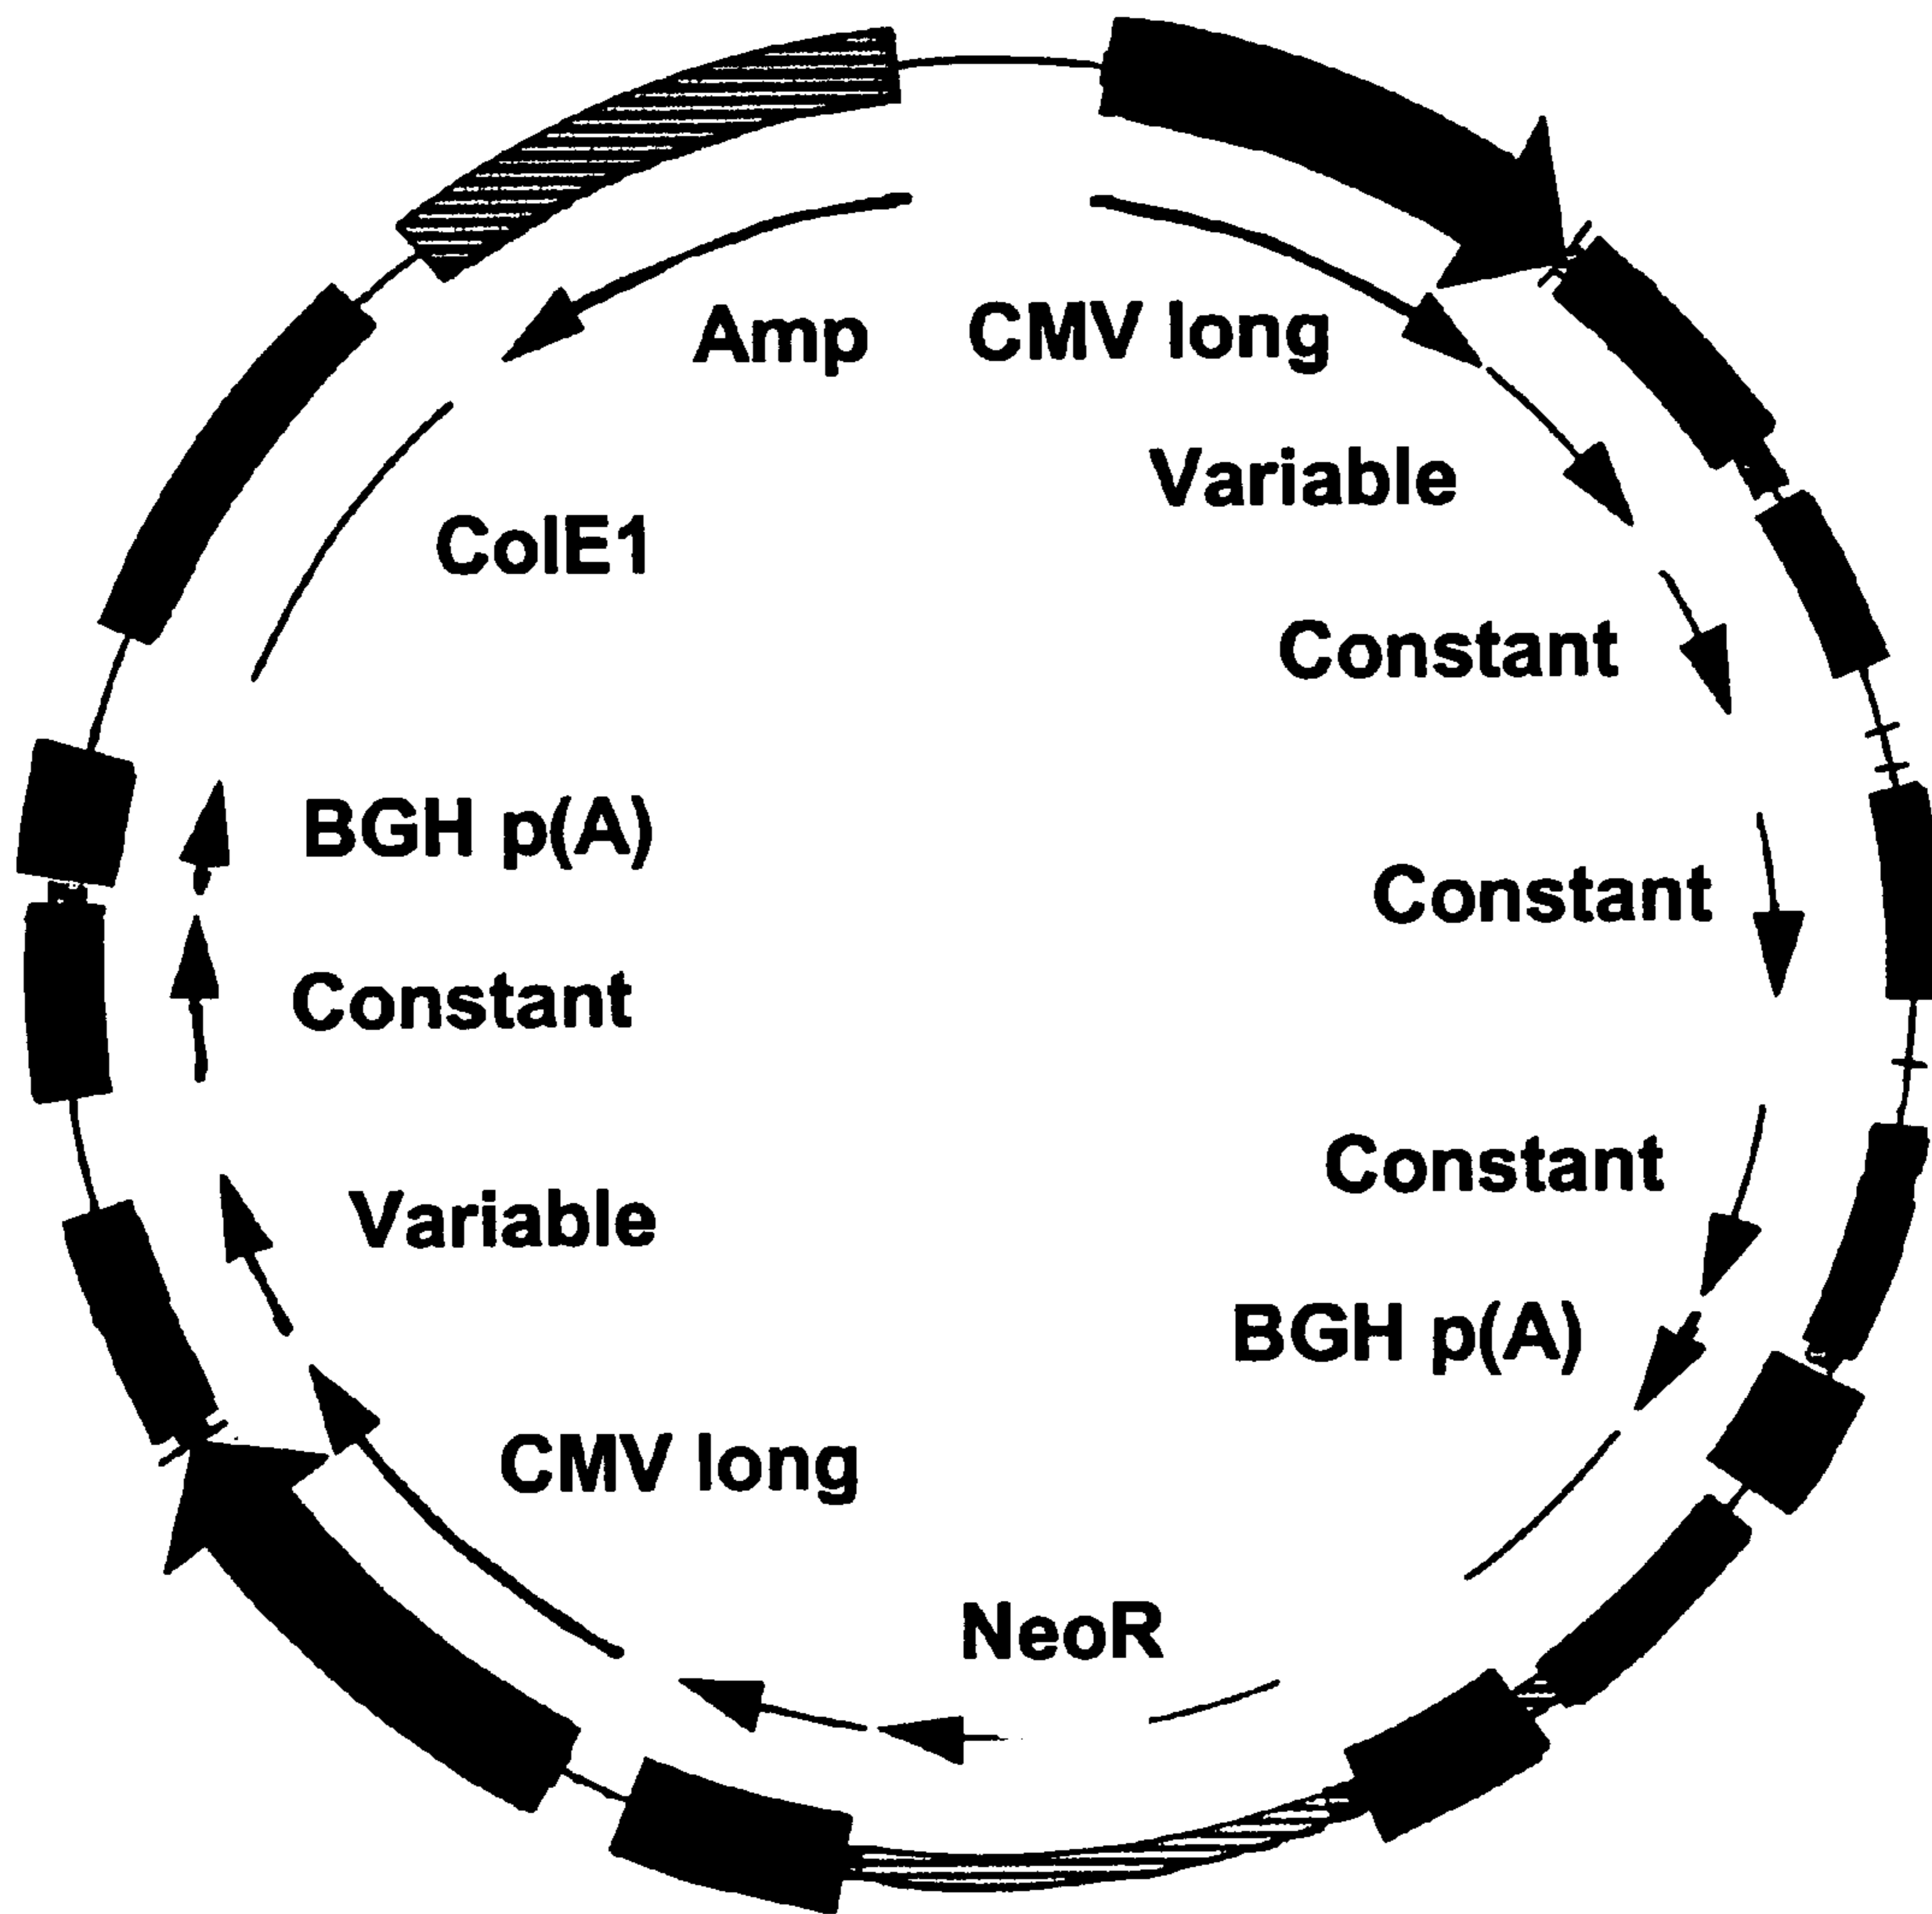 Amp CMV long
Variable
ColE1
Constant
BGH p(A)
Constant
Constant
Constant
Variable
BGH p(A)
CMV long
NeoR